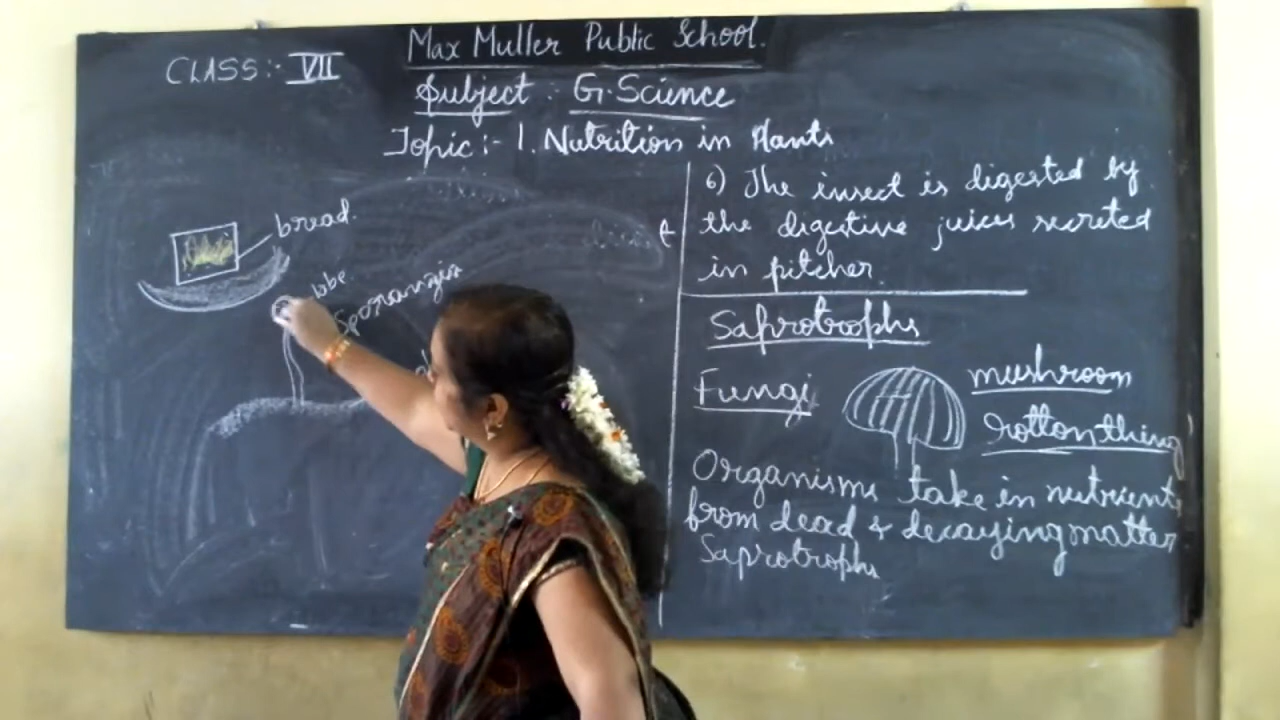 Max Muller Public School.
CLASS:- VII
Subject : G.Science
Topic :- 1. Nutrition in Plants
bread.
Sporangia
6) The insect is digested by
the digestive juices secreted
in pitcher.
Saprotrophs
Fungi
mushroom
rotton thing
Organisms take in nutrients
from dead & decaying matter
Saprotrophs